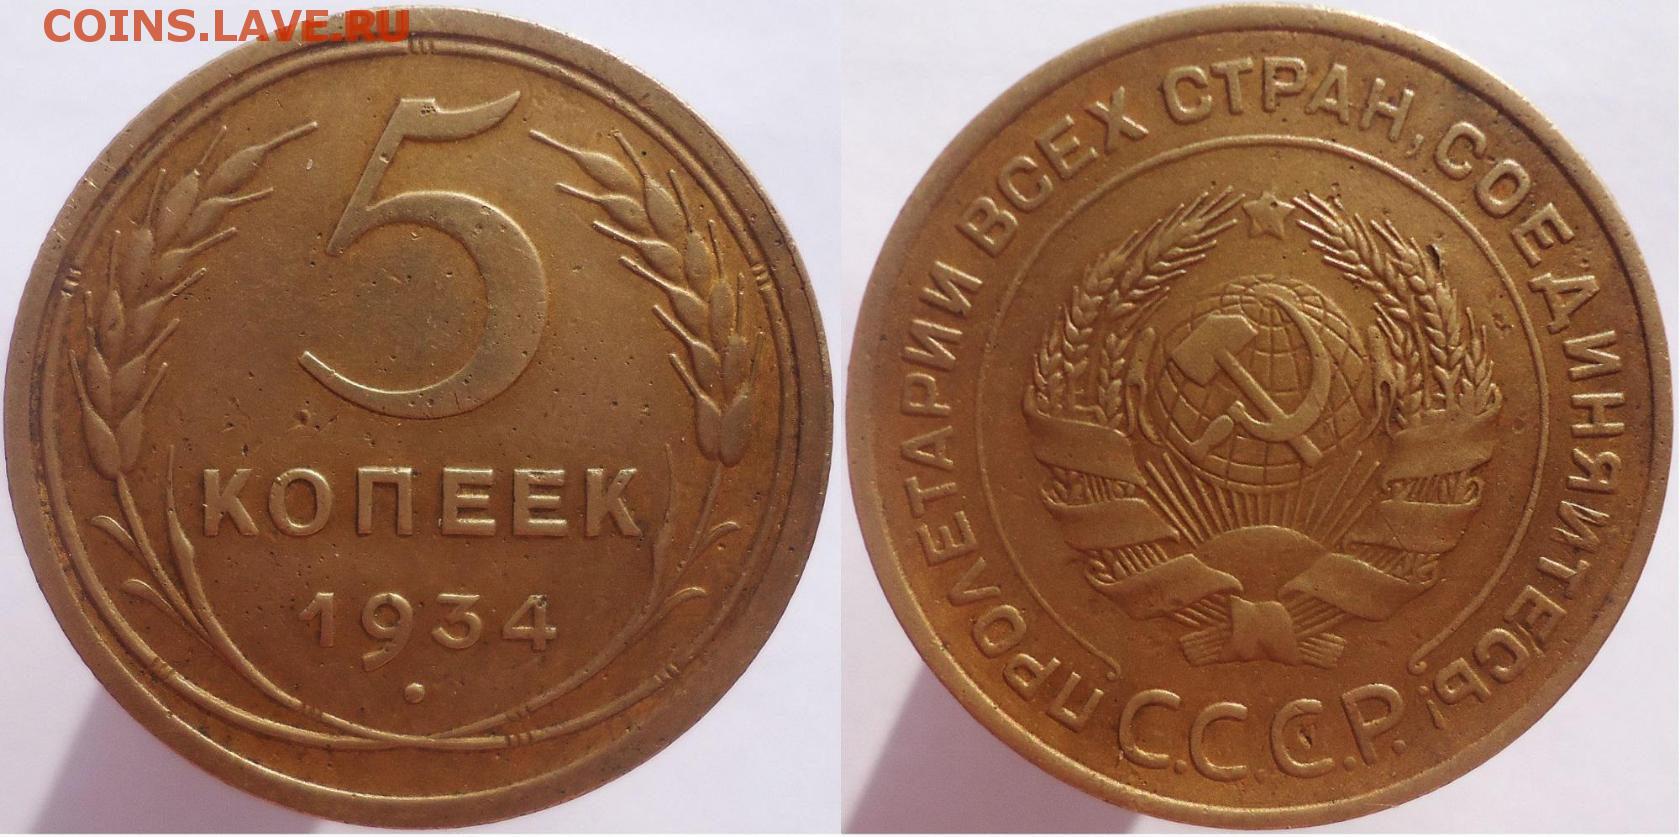 COINS.LAVE.RU
5
КОПЕЕК
1934
ПРОЛЕТАРИИ ВСЕХ СТРАН, СОЕДИНЯЙТЕСЬ!
С.С.С.Р.